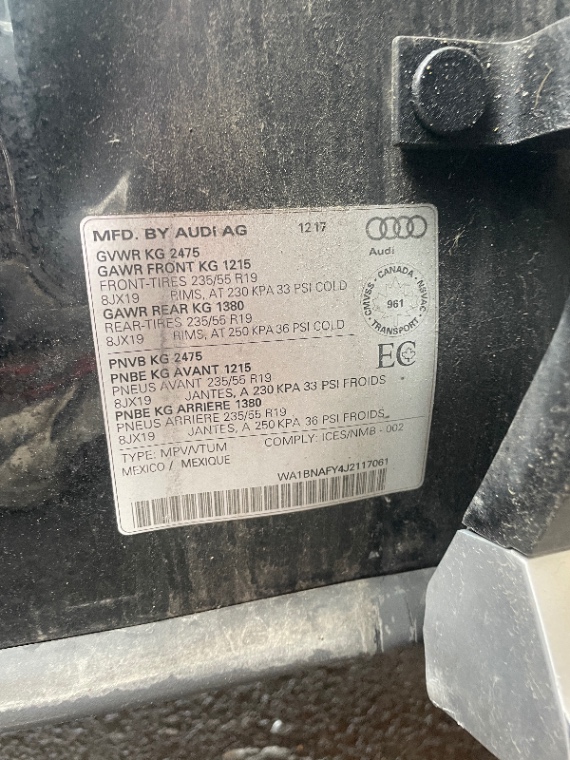 MFD. BY AUDI AG 12 17
Audi
GVWR KG 2475
GAWR FRONT KG 1215
FRONT-TIRES 235/55 R19
8JX19 RIMS, AT 230 KPA 33 PSI COLD
GAWR REAR KG 1380
REAR-TIRES 235/55 R19
8JX19 RIMS, AT 250 KPA 36 PSI COLD
CMVSS - CANADA - NSVAC
961
TRANSPORT
PNVB KG 2475
PNBE KG AVANT 1215
PNEUS AVANT 235/55 R19
8JX19 JANTES, A 230 KPA 33 PSI FROIDS
PNBE KG ARRIERE 1380
PNEUS ARRIERE 235/55 R19
8JX19 JANTES, A 250 KPA 36 PSI FROIDS
EC
TYPE: MPV/VTUM COMPLY: ICES/NMB - 002
MEXICO / MEXIQUE
WA1BNAFY4J2117061